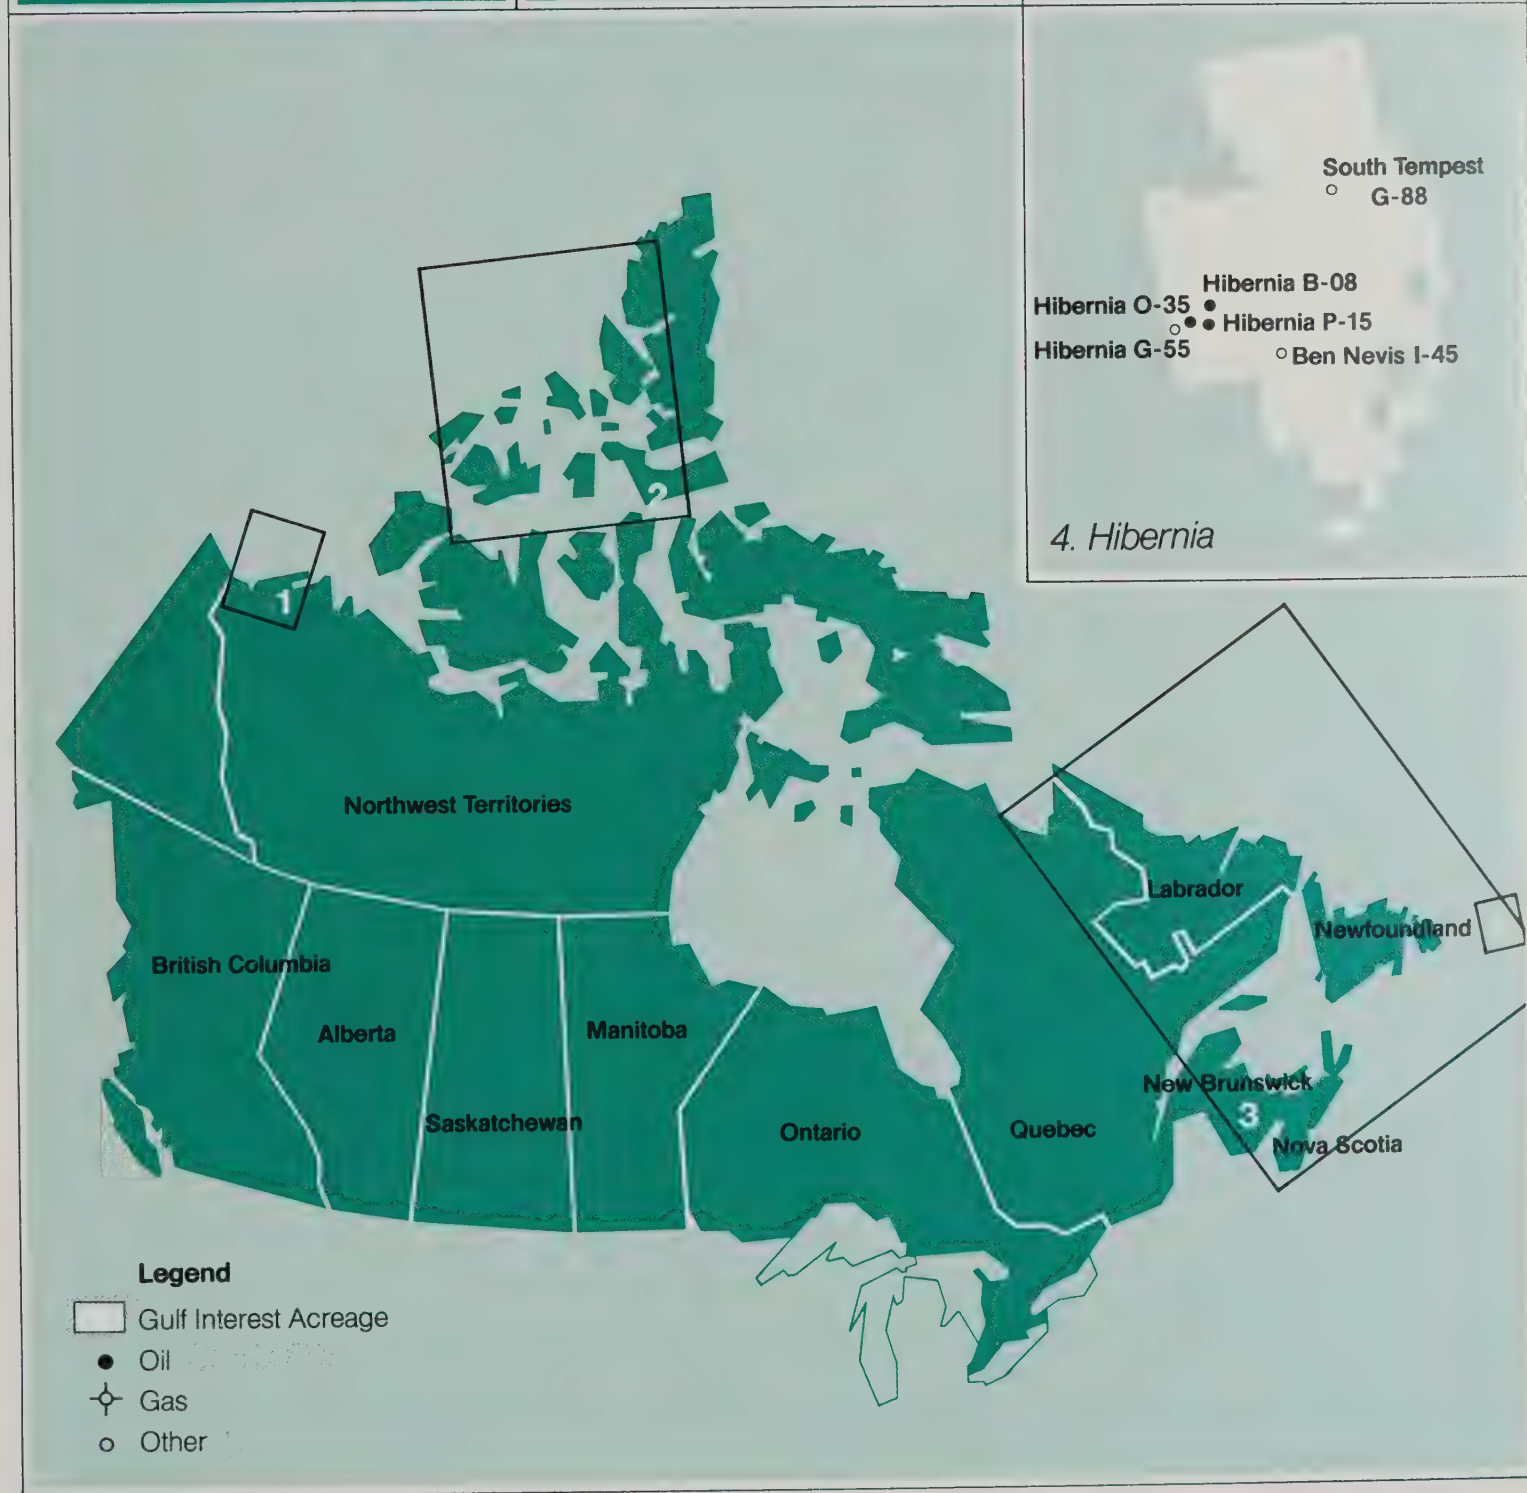 South Tempest
G-88
Hibernia B-08
Hibernia O-35
Hibernia P-15
Hibernia G-55
Ben Nevis I-45
4. Hibernia
2
1
Northwest Territories
Labrador
Newfoundland
British Columbia
Alberta
Manitoba
New Brunswick
3
Saskatchewan
Ontario
Quebec
Nova Scotia
Legend
Gulf Interest Acreage
Oil
Gas
Other